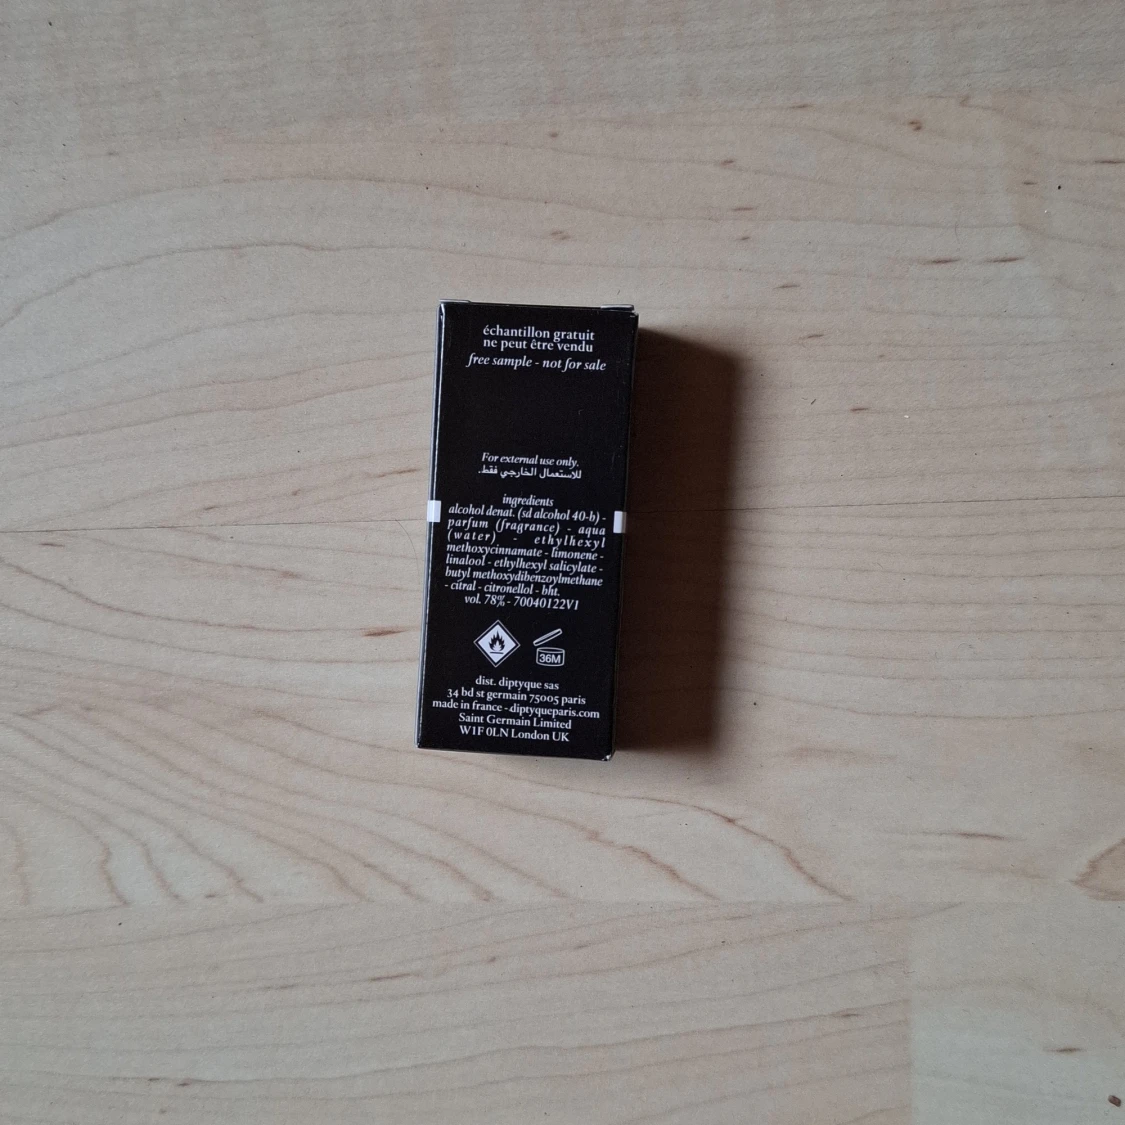 échantillon gratuit
ne peut être vendu
free sample - not for sale
For external use only.
للاستعمال الخارجي فقط.
ingredients
alcohol denat. (sd alcohol 40-b) -
parfum (fragrance) - aqua
(water) - ethylhexyl
methoxycinnamate - limonene -
linalool - ethylhexyl salicylate -
butyl methoxydibenzoylmethane
- citral - citronellol - bht.
vol. 78% - 70040122V1
36M
dist. diptyque sas
34 bd st germain 75005 paris
made in france - diptyqueparis.com
Saint Germain Limited
W1F 0LN London UK